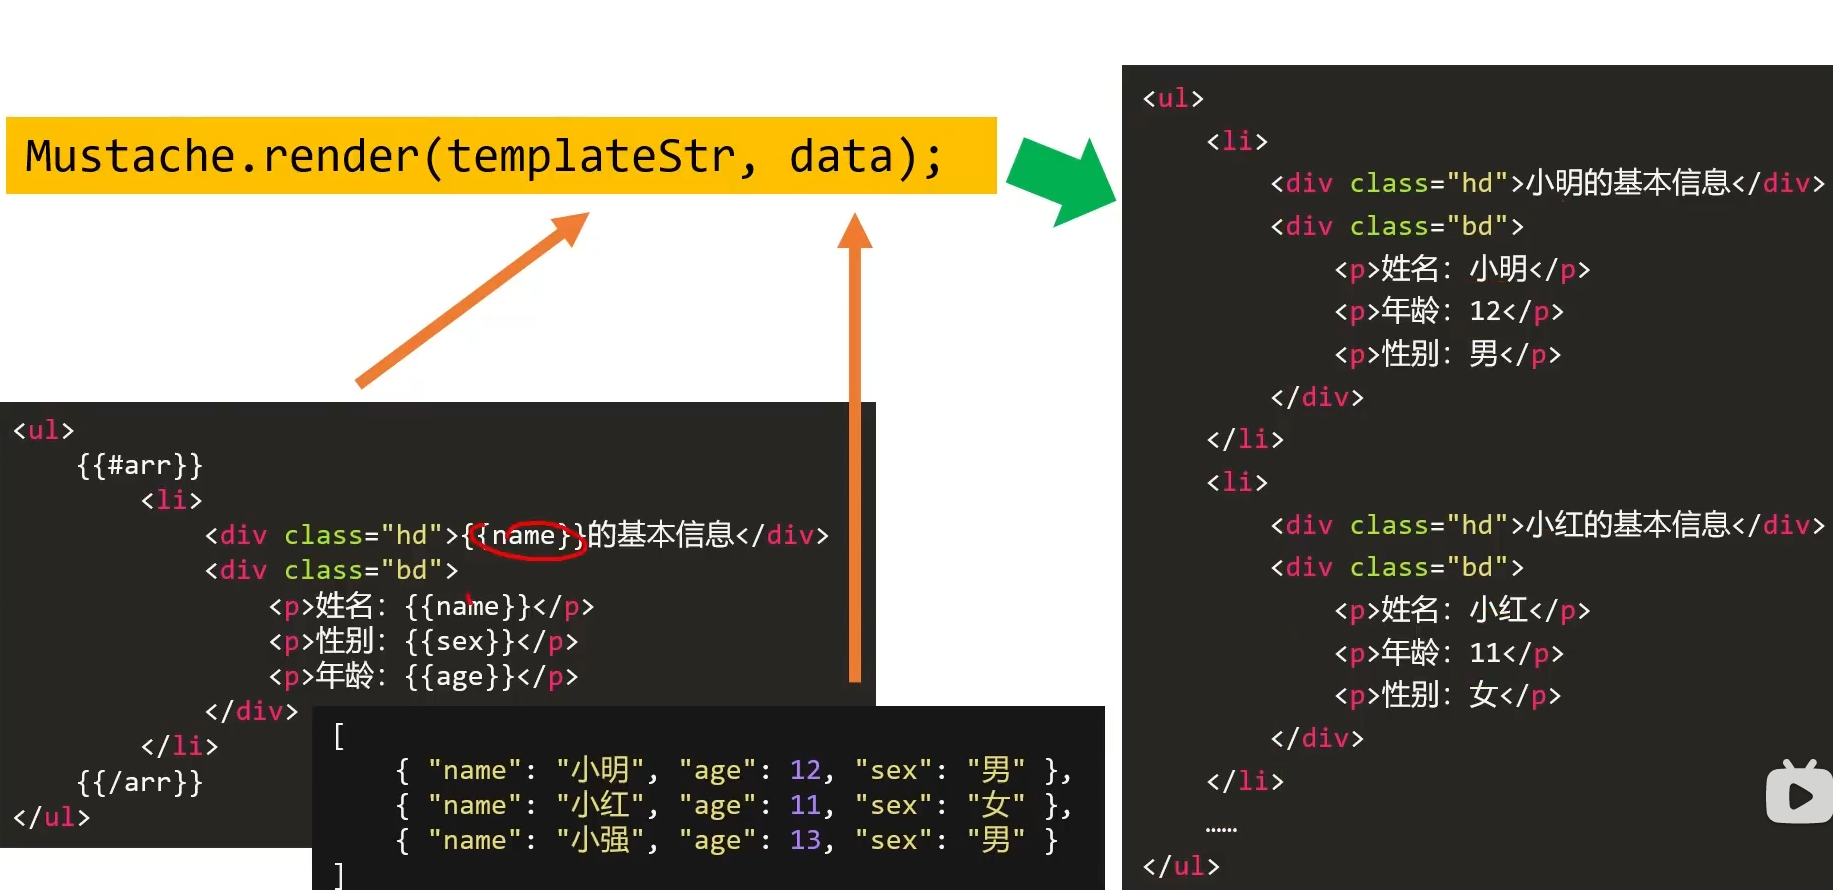 Mustache.render(templateStr, data);
<ul>
{{#arr}}
<li>
<div class="hd">{{name}}的基本信息</div>
<div class="bd">
<p>姓名：{{name}}</p>
<p>性别：{{sex}}</p>
<p>年龄：{{age}}</p>
</div>
</li>
{{/arr}}
</ul>
[
{ "name": "小明", "age": 12, "sex": "男" },
{ "name": "小红", "age": 11, "sex": "女" },
{ "name": "小强", "age": 13, "sex": "男" }
]
<ul>
<li>
<div class="hd">小明的基本信息</div>
<div class="bd">
<p>姓名：小明</p>
<p>年龄：12</p>
<p>性别：男</p>
</div>
</li>
<li>
<div class="hd">小红的基本信息</div>
<div class="bd">
<p>姓名：小红</p>
<p>年龄：11</p>
<p>性别：女</p>
</div>
</li>
……
</ul>